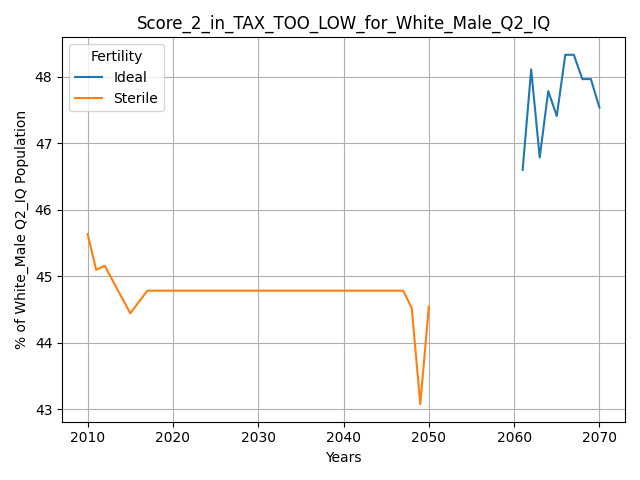 Score_2_in_TAX_TOO_LOW_for_White_Male_Q2_IQ
Fertility
Ideal
Sterile
% of White_Male Q2_IQ Population
48
47
46
45
44
43
2010 2020 2030 2040 2050 2060 2070
Years